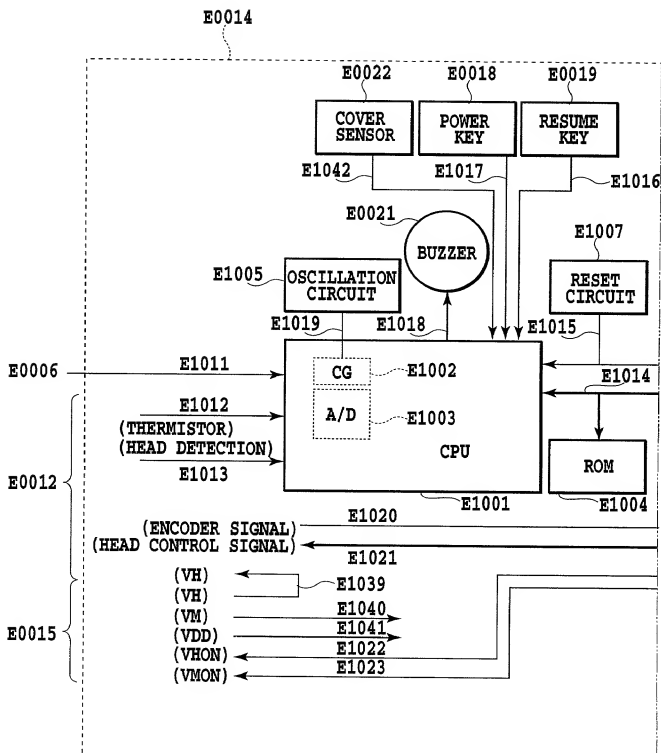 E0014
E0022
E0018
E0019
COVER
SENSOR
POWER
KEY
RESUME
KEY
E1042
E1017
E1016
E0021
BUZZER
E1007
E1005
OSCILLATION
CIRCUIT
RESET
CIRCUIT
E1019
E1018
E1015
E0006
E1011
CG
E1002
E1014
E1012
A/D
E1003
(THERMISTOR)
(HEAD DETECTION)
CPU
ROM
E1013
E0012
E1001
E1004
(ENCODER SIGNAL)
E1020
(HEAD CONTROL SIGNAL)
E1021
(VH)
E1039
(VH)
E0015
(VM)
E1040
(VDD)
E1041
(VHON)
E1022
(VMON)
E1023